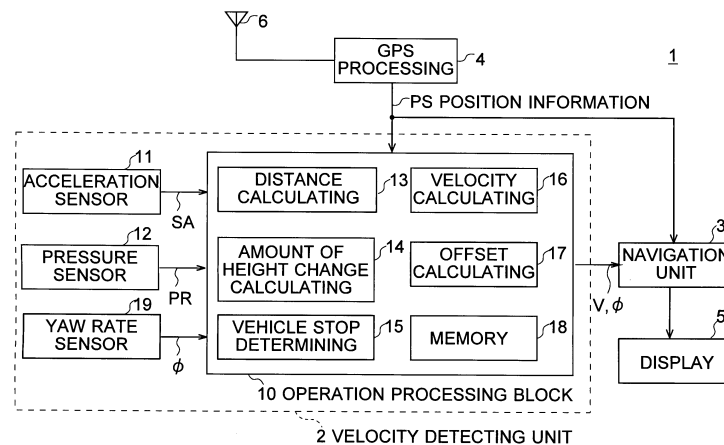 6
GPS
PROCESSING
4
1
PS POSITION INFORMATION
11
ACCELERATION
SENSOR
SA
DISTANCE
CALCULATING
13
VELOCITY
CALCULATING
16
12
PRESSURE
SENSOR
PR
AMOUNT OF
HEIGHT CHANGE
CALCULATING
14
OFFSET
CALCULATING
17
3
NAVIGATION
UNIT
V, ϕ
19
YAW RATE
SENSOR
ϕ
VEHICLE STOP
DETERMINING
15
MEMORY
18
5
DISPLAY
10 OPERATION PROCESSING BLOCK
2 VELOCITY DETECTING UNIT